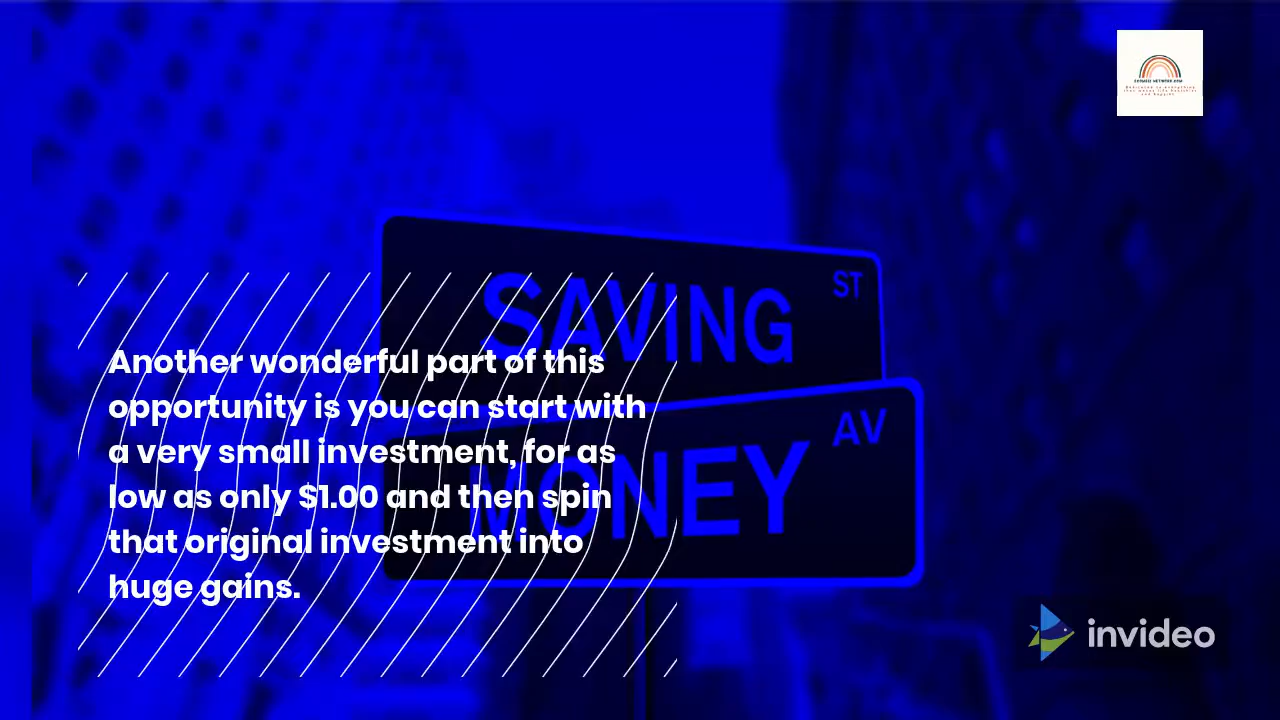 SAVING ST
MONEY AV
Another wonderful part of this
opportunity is you can start with
a very small investment, for as
low as only $1.00 and then spin
that original investment into
huge gains.
invideo